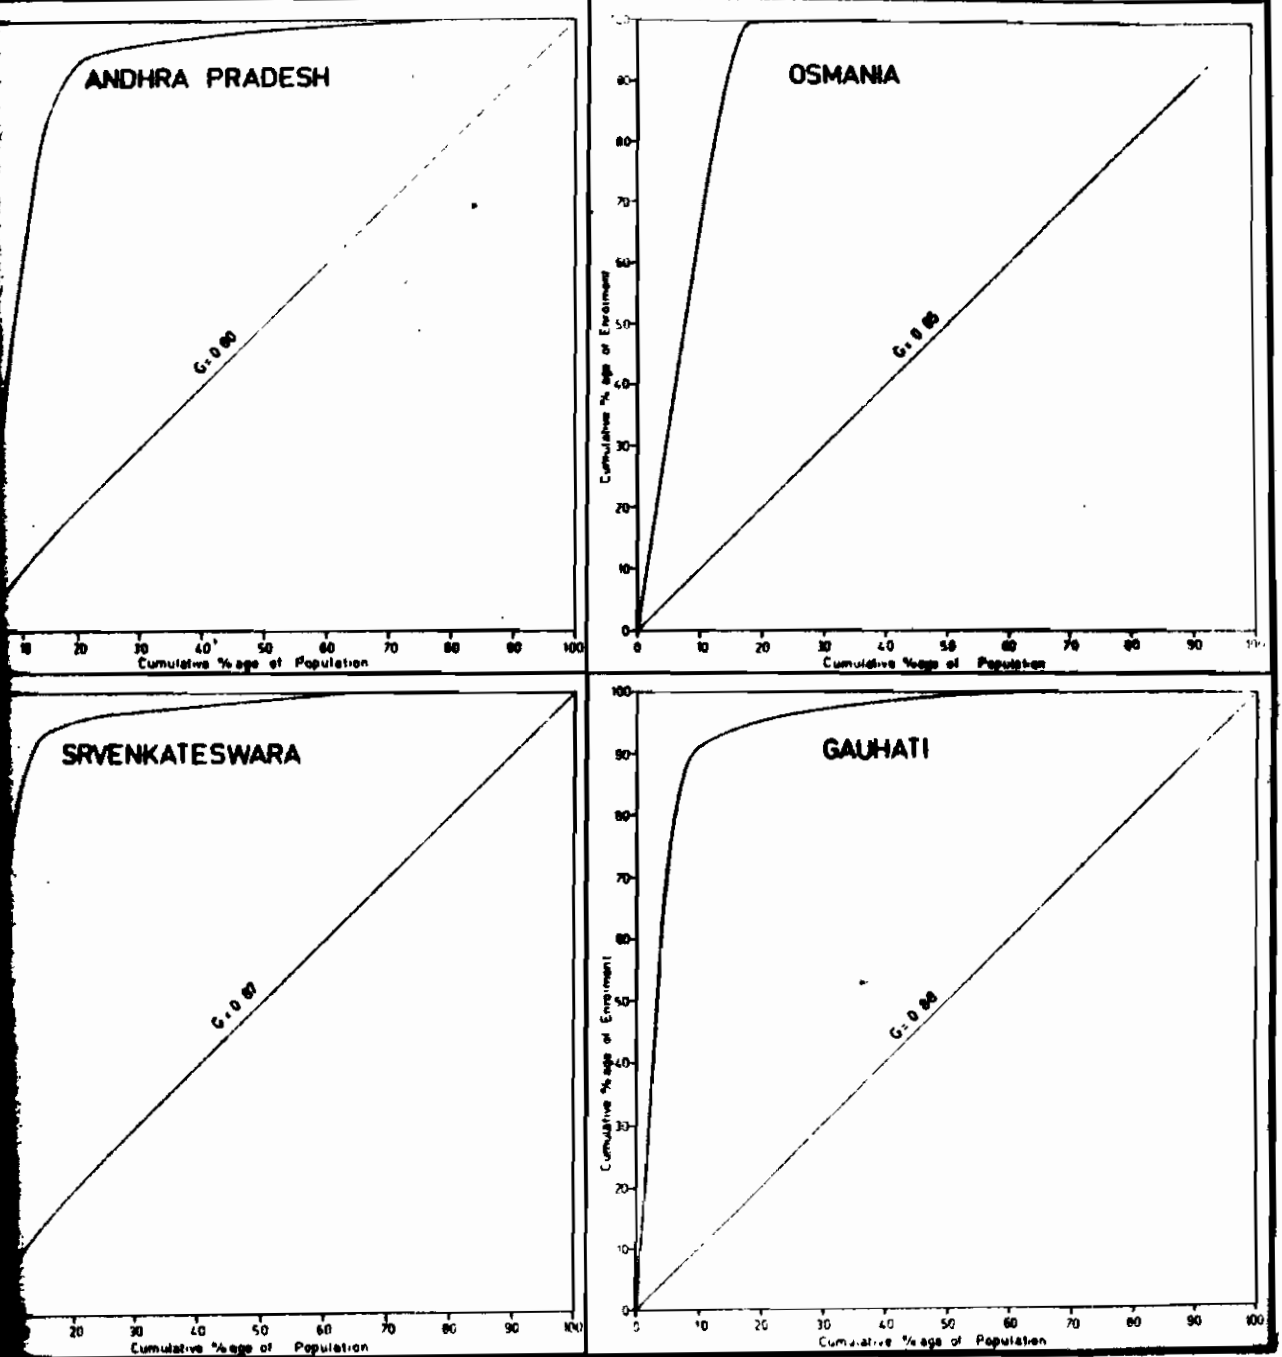 ANDHRA PRADESH
G= 0 80
10 20 30 40 50 60 70 80 90 100
Cumulative %age of Population
OSMANIA
90
80
70
60
50
40
30
20
10
0
Cumulative %age of Enrolment
G= 0 85
0 10 20 30 40 50 60 70 80 90
Cumulative %age of Population
SRVENKATESWARA
G= 0 87
20 30 40 50 60 70 80 90 100
Cumulative %age of Population
GAUHATI
100
90
80
70
60
50
40
30
20
10
0
Cumulative %age of Enrolment
G= 0 88
0 10 20 30 40 50 60 70 80 90 100
Cumulative %age of Population